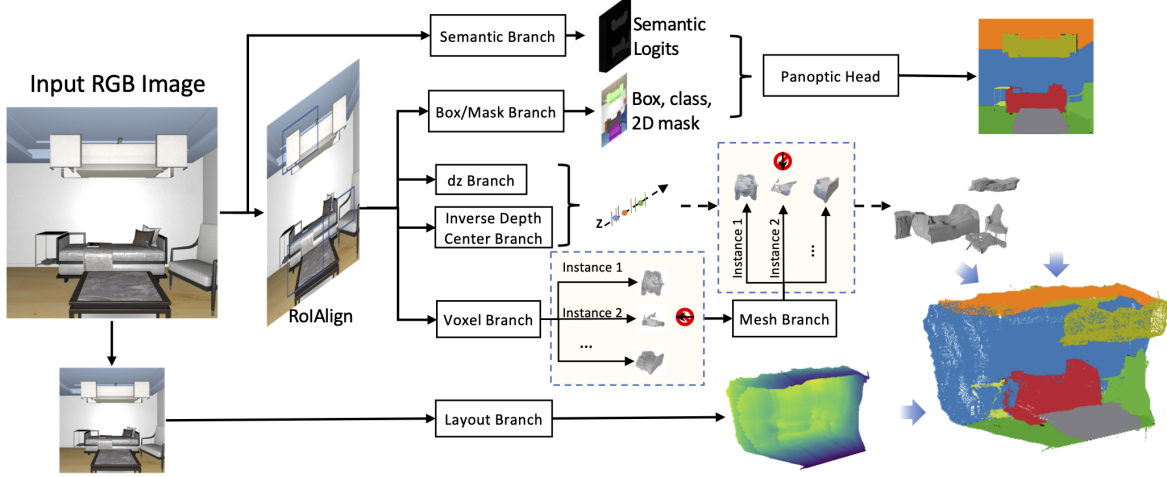 Input RGB Image
Semantic Branch
Semantic
Logits
Panoptic Head
Box/Mask Branch
Box, class,
2D mask
dz Branch
Inverse Depth
Center Branch
z
Instance 1
Instance 2
...
RoIAlign
Voxel Branch
Instance 1
Instance 2
...
Mesh Branch
Layout Branch